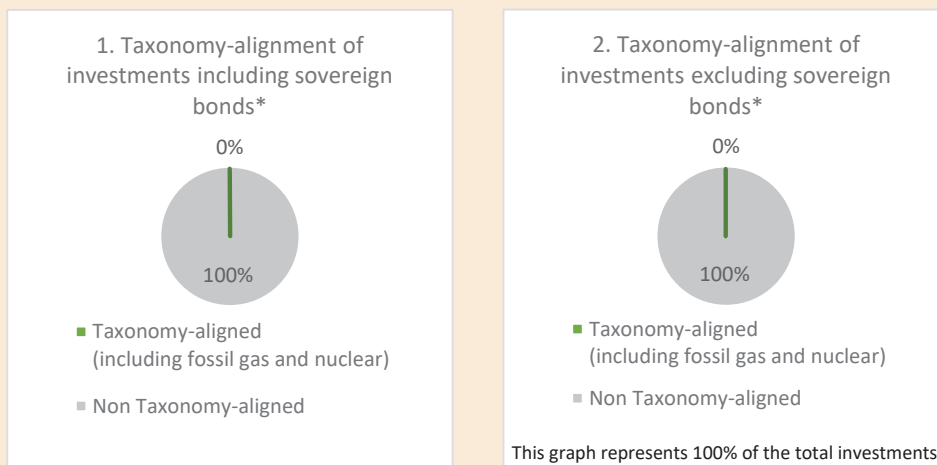 1. Taxonomy-alignment of
investments including sovereign
bonds*
0%
100%
Taxonomy-aligned
(including fossil gas and nuclear)
Non Taxonomy-aligned
2. Taxonomy-alignment of
investments excluding sovereign
bonds*
0%
100%
Taxonomy-aligned
(including fossil gas and nuclear)
Non Taxonomy-aligned
This graph represents 100% of the total investments